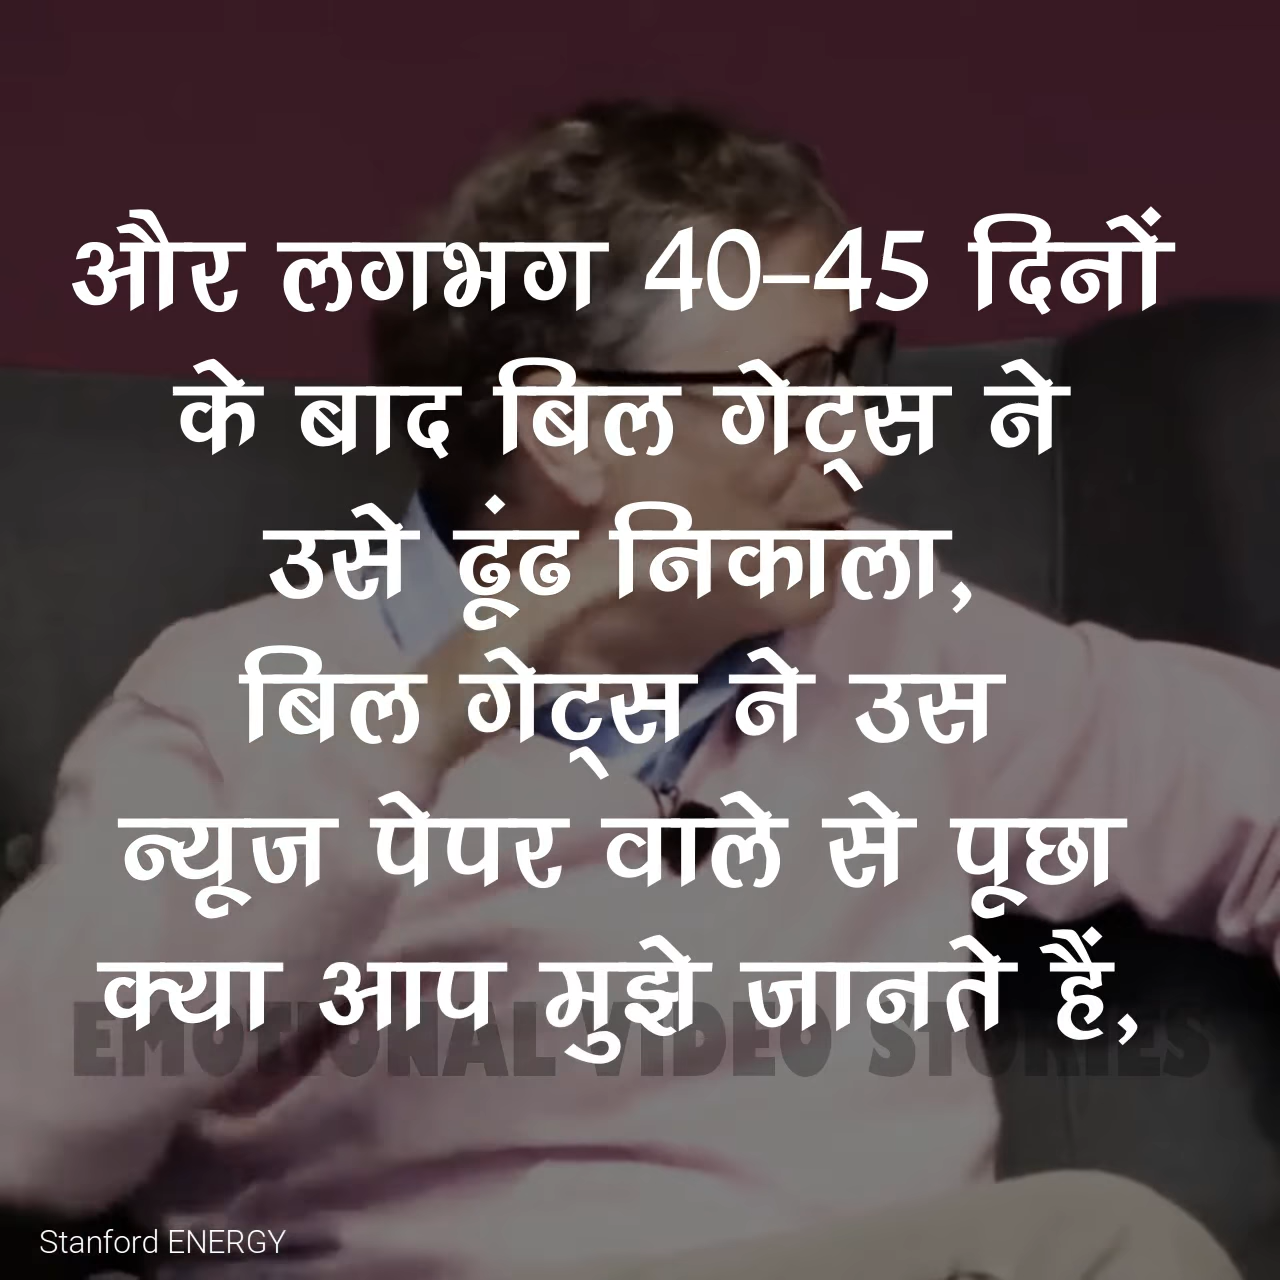 और लगभग 40-45 दिनों
के बाद बिल गेट्स ने
उसे ढूंढ निकाला,
बिल गेट्स ने उस
न्यूज पेपर वाले से पूछा
क्या आप मुझे जानते हैं,
EMOTIONAL VIDEO STORIES
Stanford ENERGY